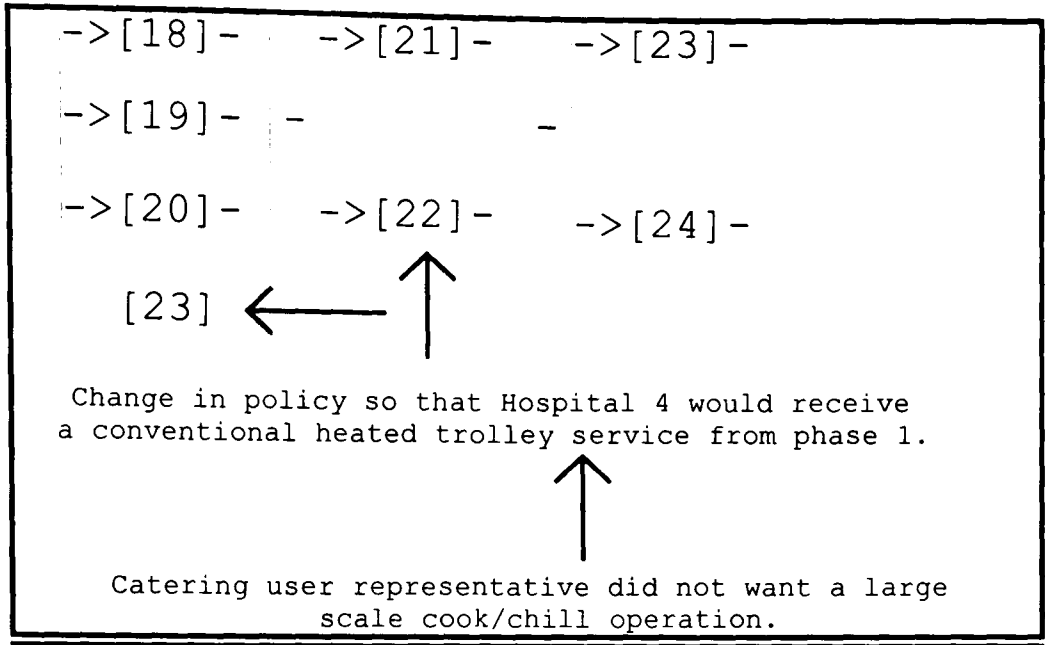 ->[18]- ->[21]- ->[23]-
->[19]- - -
->[20]- ->[22]- ->[24]-
[23]
Change in policy so that Hospital 4 would receive
a conventional heated trolley service from phase 1.
Catering user representative did not want a large
scale cook/chill operation.